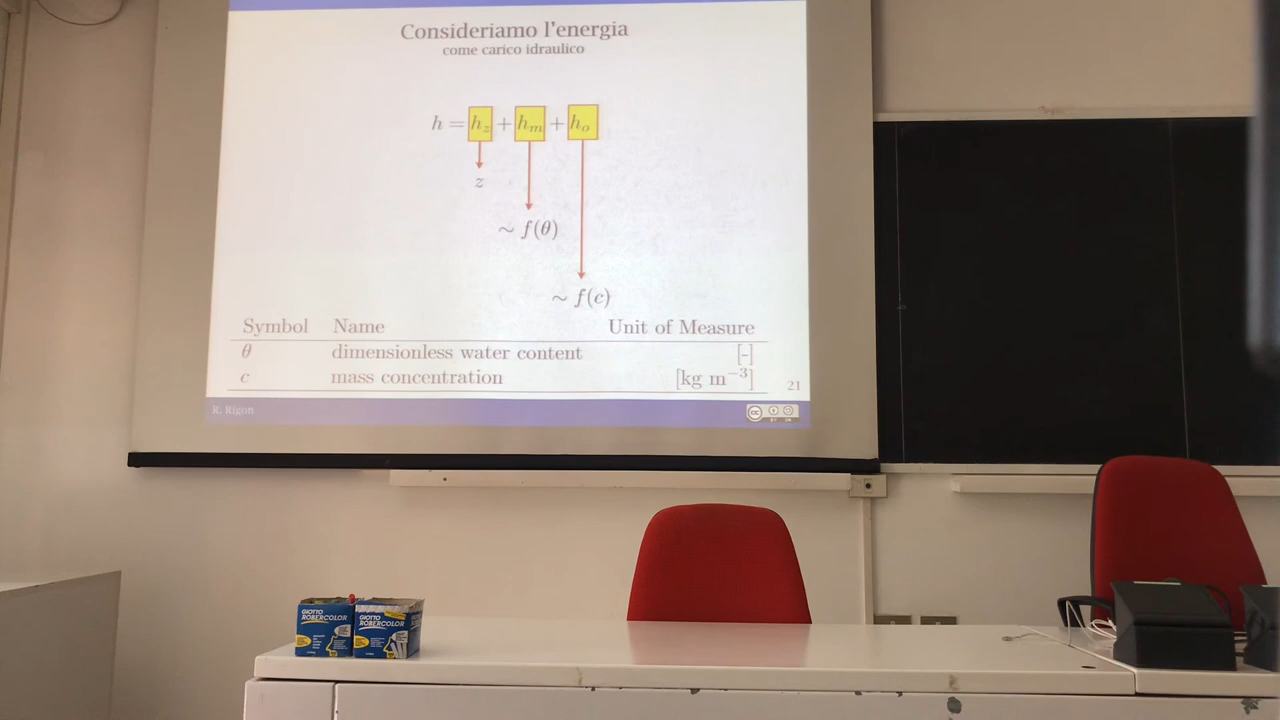 Consideriamo l'energia
come carico idraulico
h = h_z + h_m + h_o
z
∼ f(θ)
∼ f(c)
Symbol Name Unit of Measure
θ dimensionless water content [-]
c mass concentration [kg m⁻³]
21
R. Rigon
cc
GIOTTO
ROBERCOLOR
GIOTTO
ROBERCOLOR